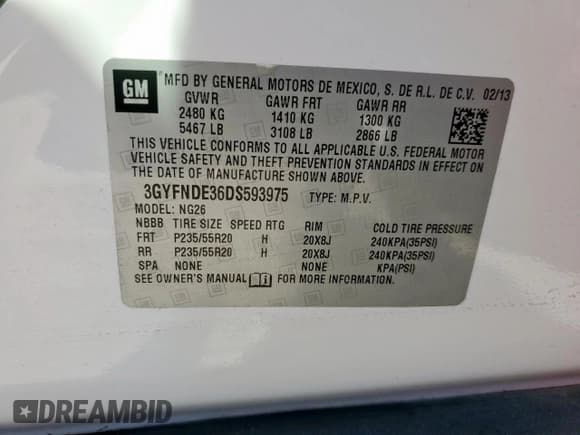 GM
MFD BY GENERAL MOTORS DE MEXICO, S. DE R.L. DE C.V. 02/13
GVWR GAWR FRT GAWR RR
2480 KG 1410 KG 1300 KG
5467 LB 3108 LB 2866 LB
THIS VEHICLE CONFORMS TO ALL APPLICABLE U.S. FEDERAL MOTOR
VEHICLE SAFETY AND THEFT PREVENTION STANDARDS IN EFFECT ON
THE DATE OF MANUFACTURE SHOWN ABOVE.
3GYFNDE36DS593975 TYPE: M.P.V.
MODEL: NG26
NBBB TIRE SIZE SPEED RTG RIM COLD TIRE PRESSURE
FRT P235/55R20 H 20X8J 240KPA(35PSI)
RR P235/55R20 H 20X8J 240KPA(35PSI)
SPA NONE NONE KPA(PSI)
SEE OWNER'S MANUAL FOR MORE INFORMATION.
DREAMBID